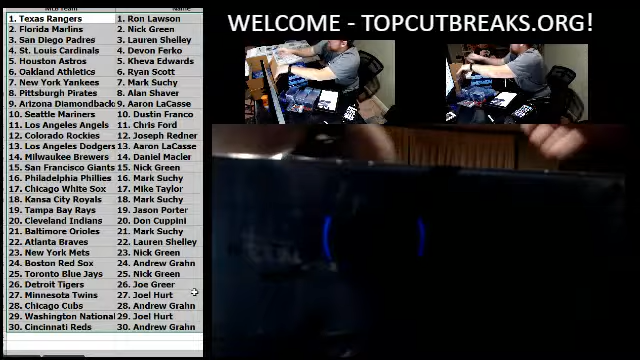 WELCOME - TOPCUTBREAKS.ORG!
MLB Team Name
1. Texas Rangers 1. Ron Lawson
2. Florida Marlins 2. Nick Green
3. San Diego Padres 3. Lauren Shelley
4. St. Louis Cardinals 4. Devon Ferko
5. Houston Astros 5. Kheva Edwards
6. Oakland Athletics 6. Ryan Scott
7. New York Yankees 7. Mark Suchy
8. Pittsburgh Pirates 8. Alan Shaver
9. Arizona Diamondback 9. Aaron LaCasse
10. Seattle Mariners 10. Dustin Franco
11. Los Angeles Angels 11. Chris Ford
12. Colorado Rockies 12. Joseph Redner
13. Los Angeles Dodgers 13. Aaron LaCasse
14. Milwaukee Brewers 14. Daniel Macier
15. San Francisco Giants 15. Nick Green
16. Philadelphia Phillies 16. Mark Suchy
17. Chicago White Sox 17. Mike Taylor
18. Kansas City Royals 18. Mark Suchy
19. Tampa Bay Rays 19. Jason Porter
20. Cleveland Indians 20. Don Cuppini
21. Baltimore Orioles 21. Mark Suchy
22. Atlanta Braves 22. Lauren Shelley
23. New York Mets 23. Nick Green
24. Boston Red Sox 24. Andrew Grahn
25. Toronto Blue Jays 25. Nick Green
26. Detroit Tigers 26. Joe Greer
27. Minnesota Twins 27. Joel Hurt
28. Chicago Cubs 28. Andrew Grahn
29. Washington National 29. Joel Hurt
30. Cincinnati Reds 30. Andrew Grahn